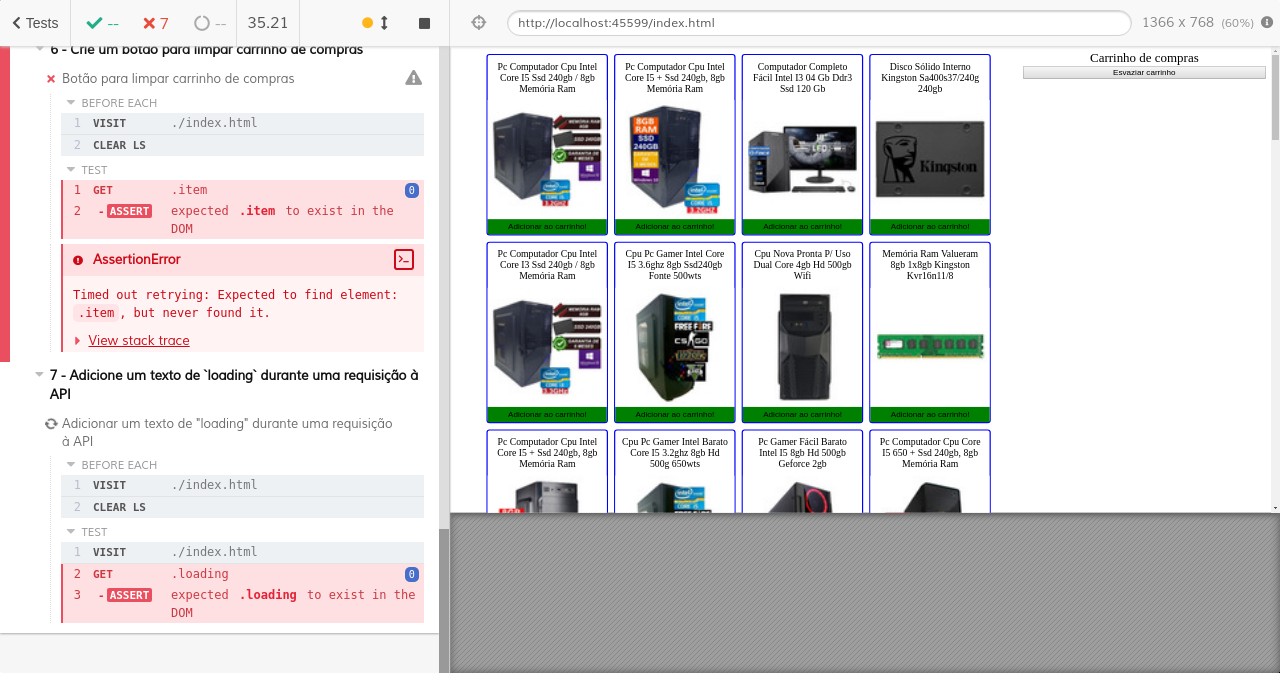 Tests
--
7
--
35.21
http://localhost:45599/index.html
1366 x 768 (60%)
6 - Crie um botão para limpar carrinho de compras
Botão para limpar carrinho de compras
BEFORE EACH
1 VISIT ./index.html
2 CLEAR LS
TEST
1 GET .item 0
2 - ASSERT expected .item to exist in the
DOM
AssertionError
Timed out retrying: Expected to find element:
.item, but never found it.
View stack trace
7 - Adicione um texto de `loading` durante uma requisição à
API
Adicionar um texto de "loading" durante uma requisição
à API
BEFORE EACH
1 VISIT ./index.html
2 CLEAR LS
TEST
1 VISIT ./index.html
2 GET .loading 0
3 - ASSERT expected .loading to exist in the
DOM
Pc Computador Cpu Intel
Core I5 Ssd 240gb / 8gb
Memória Ram
Adicionar ao carrinho!
Pc Computador Cpu Intel
Core I5 + Ssd 240gb, 8gb
Memória Ram
8GB
RAM
SSD
240GB
Adicionar ao carrinho!
Computador Completo
Fácil Intel I3 04 Gb Ddr3
Ssd 120 Gb
Adicionar ao carrinho!
Disco Sólido Interno
Kingston Sa400s37/240g
240gb
Kingston
Adicionar ao carrinho!
Pc Computador Cpu Intel
Core I3 Ssd 240gb / 8gb
Memória Ram
Adicionar ao carrinho!
Cpu Pc Gamer Intel Core
I5 3.6ghz 8gb Ssd240gb
Fonte 500wts
FREE FIRE
CS:GO
Adicionar ao carrinho!
Cpu Nova Pronta P/ Uso
Dual Core 4gb Hd 500gb
Wifi
Adicionar ao carrinho!
Memória Ram Valueram
8gb 1x8gb Kingston
Kvr16n11/8
Adicionar ao carrinho!
Pc Computador Cpu Intel
Core I5 + Ssd 240gb, 8gb
Memória Ram
Cpu Pc Gamer Intel Barato
Core I5 3.2ghz 8gb Hd
500g 650wts
Pc Gamer Fácil Barato
Intel I5 8gb Hd 500gb
Geforce 2gb
Pc Computador Cpu Core
I5 650 + Ssd 240gb, 8gb
Memória Ram
Carrinho de compras
Esvaziar carrinho